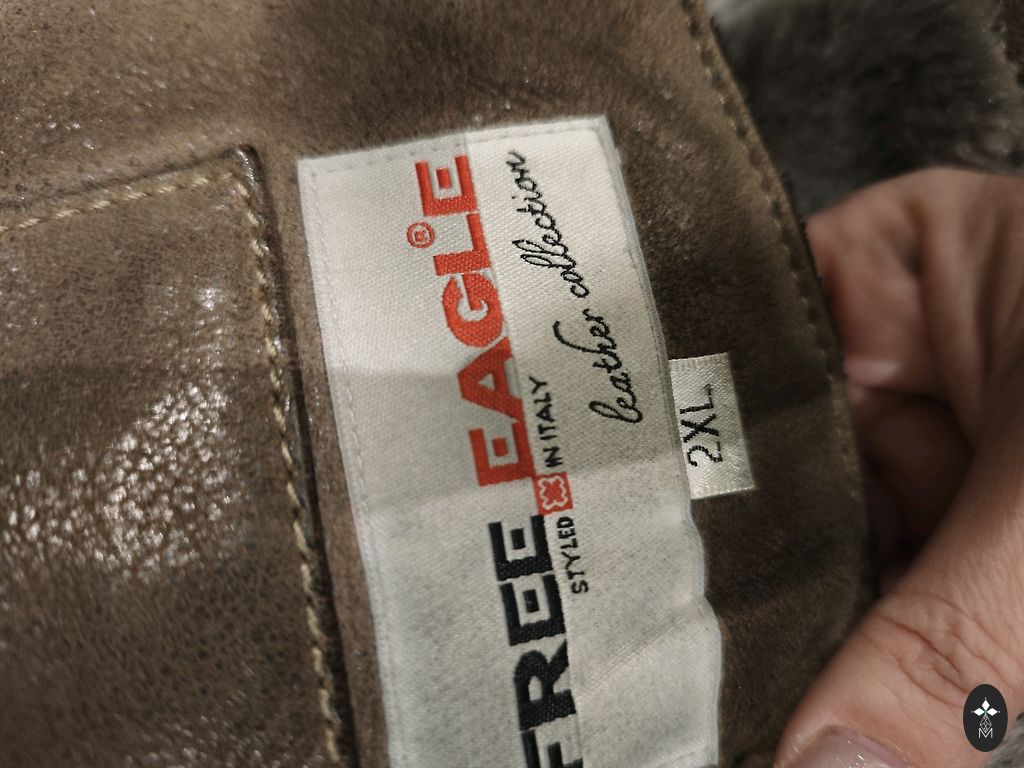 FREE EAGLE®
STYLED IN ITALY
leather collection
2XL
M